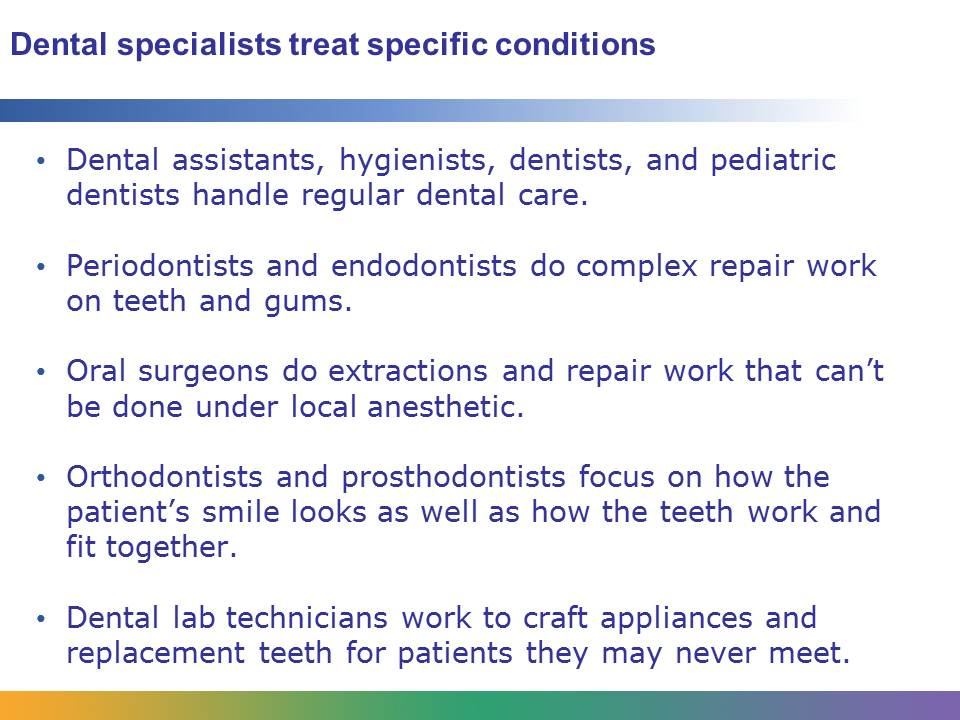 Dental specialists treat specific conditions
• Dental assistants, hygienists, dentists, and pediatric
dentists handle regular dental care.
• Periodontists and endodontists do complex repair work
on teeth and gums.
• Oral surgeons do extractions and repair work that can’t
be done under local anesthetic.
• Orthodontists and prosthodontists focus on how the
patient’s smile looks as well as how the teeth work and
fit together.
• Dental lab technicians work to craft appliances and
replacement teeth for patients they may never meet.